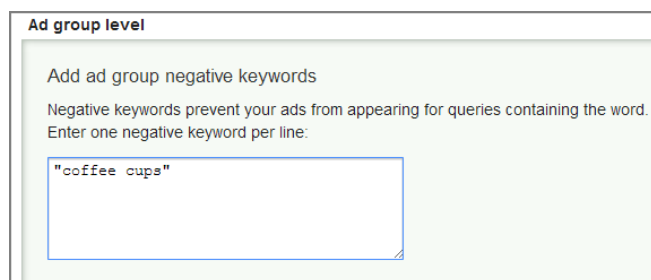 Ad group level
Add ad group negative keywords
Negative keywords prevent your ads from appearing for queries containing the word.
Enter one negative keyword per line:
"coffee cups"